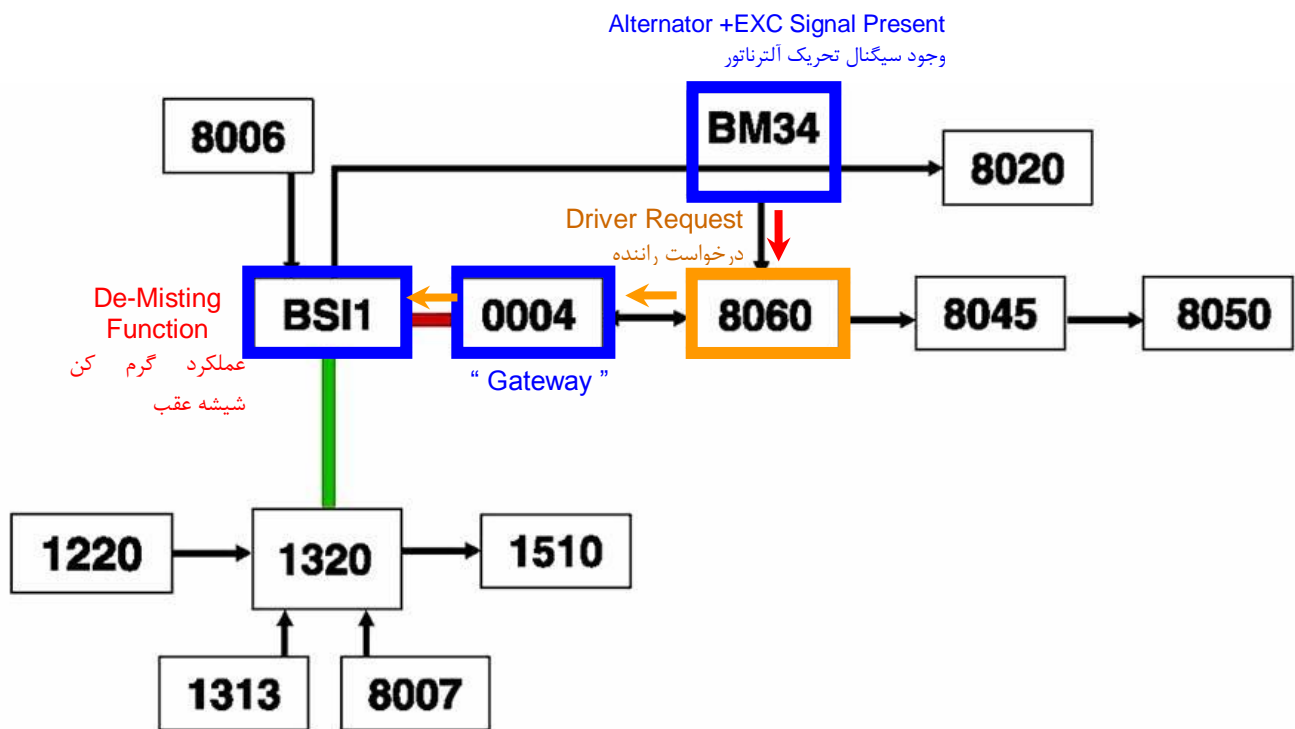 Alternator +EXC Signal Present
وجود سیگنال تحریک آلترناتور
8006
BM34
8020
Driver Request
درخواست راننده
De-Misting
Function
عملکرد گرم کن
شیشه عقب
BSI1
0004
8060
8045
8050
“ Gateway ”
1220
1320
1510
1313
8007